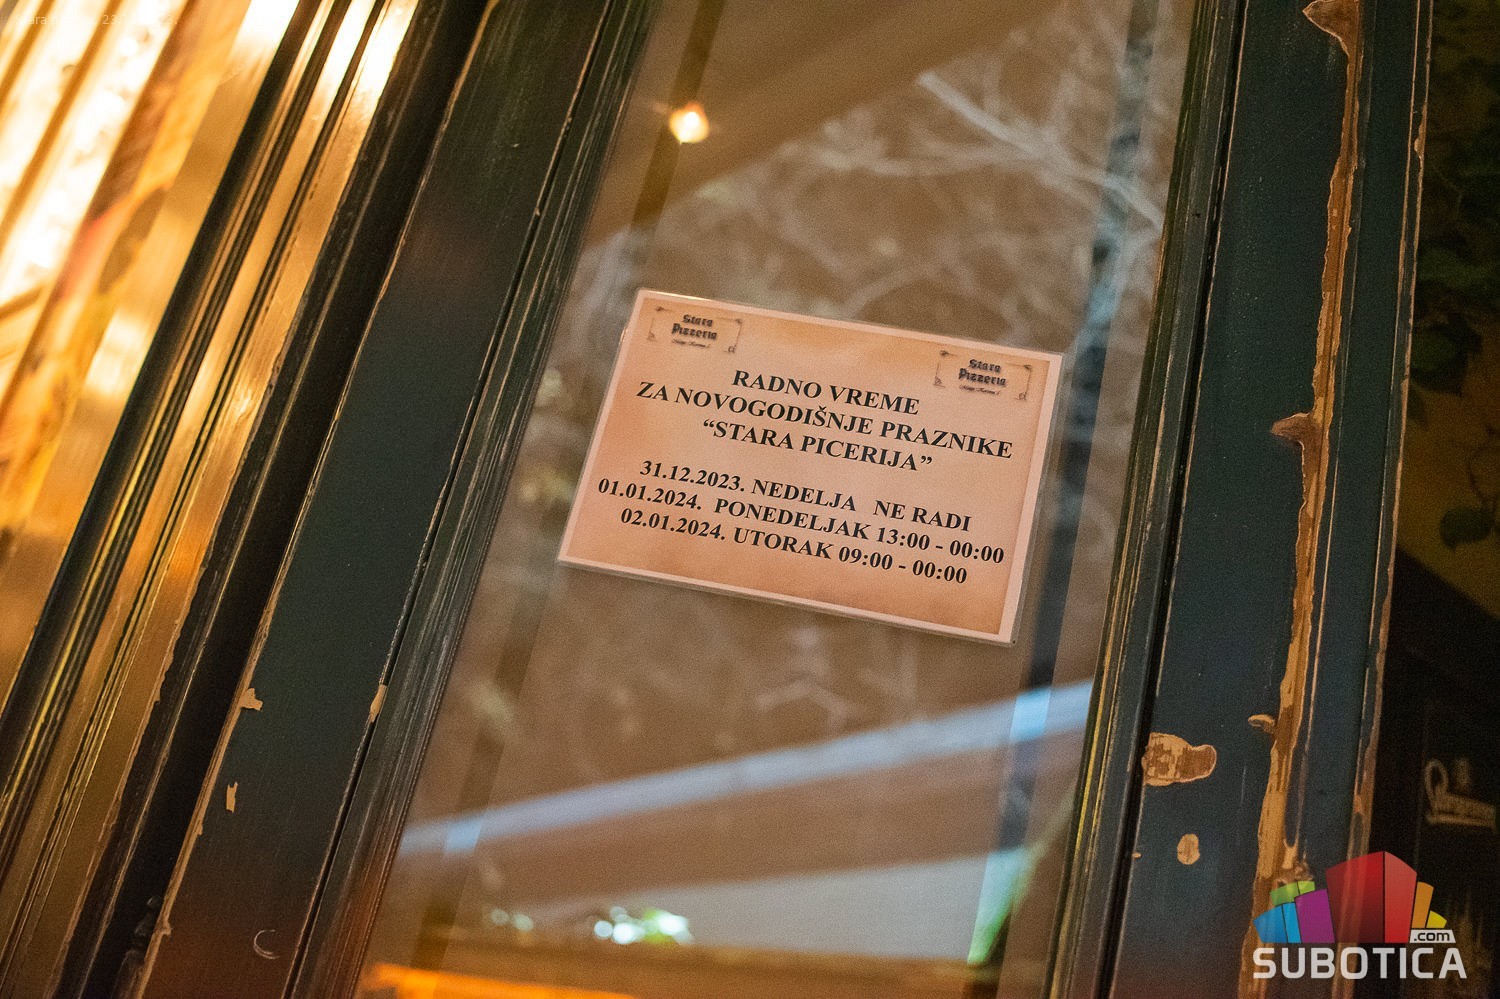 Stara
Pizzeria
Stara
Pizzeria
RADNO VREME
ZA NOVOGODIŠNJE PRAZNIKE
“STARA PICERIJA”
31.12.2023. NEDELJA NE RADI
01.01.2024. PONEDELJAK 13:00 - 00:00
02.01.2024. UTORAK 09:00 - 00:00
.com
SUBOTICA